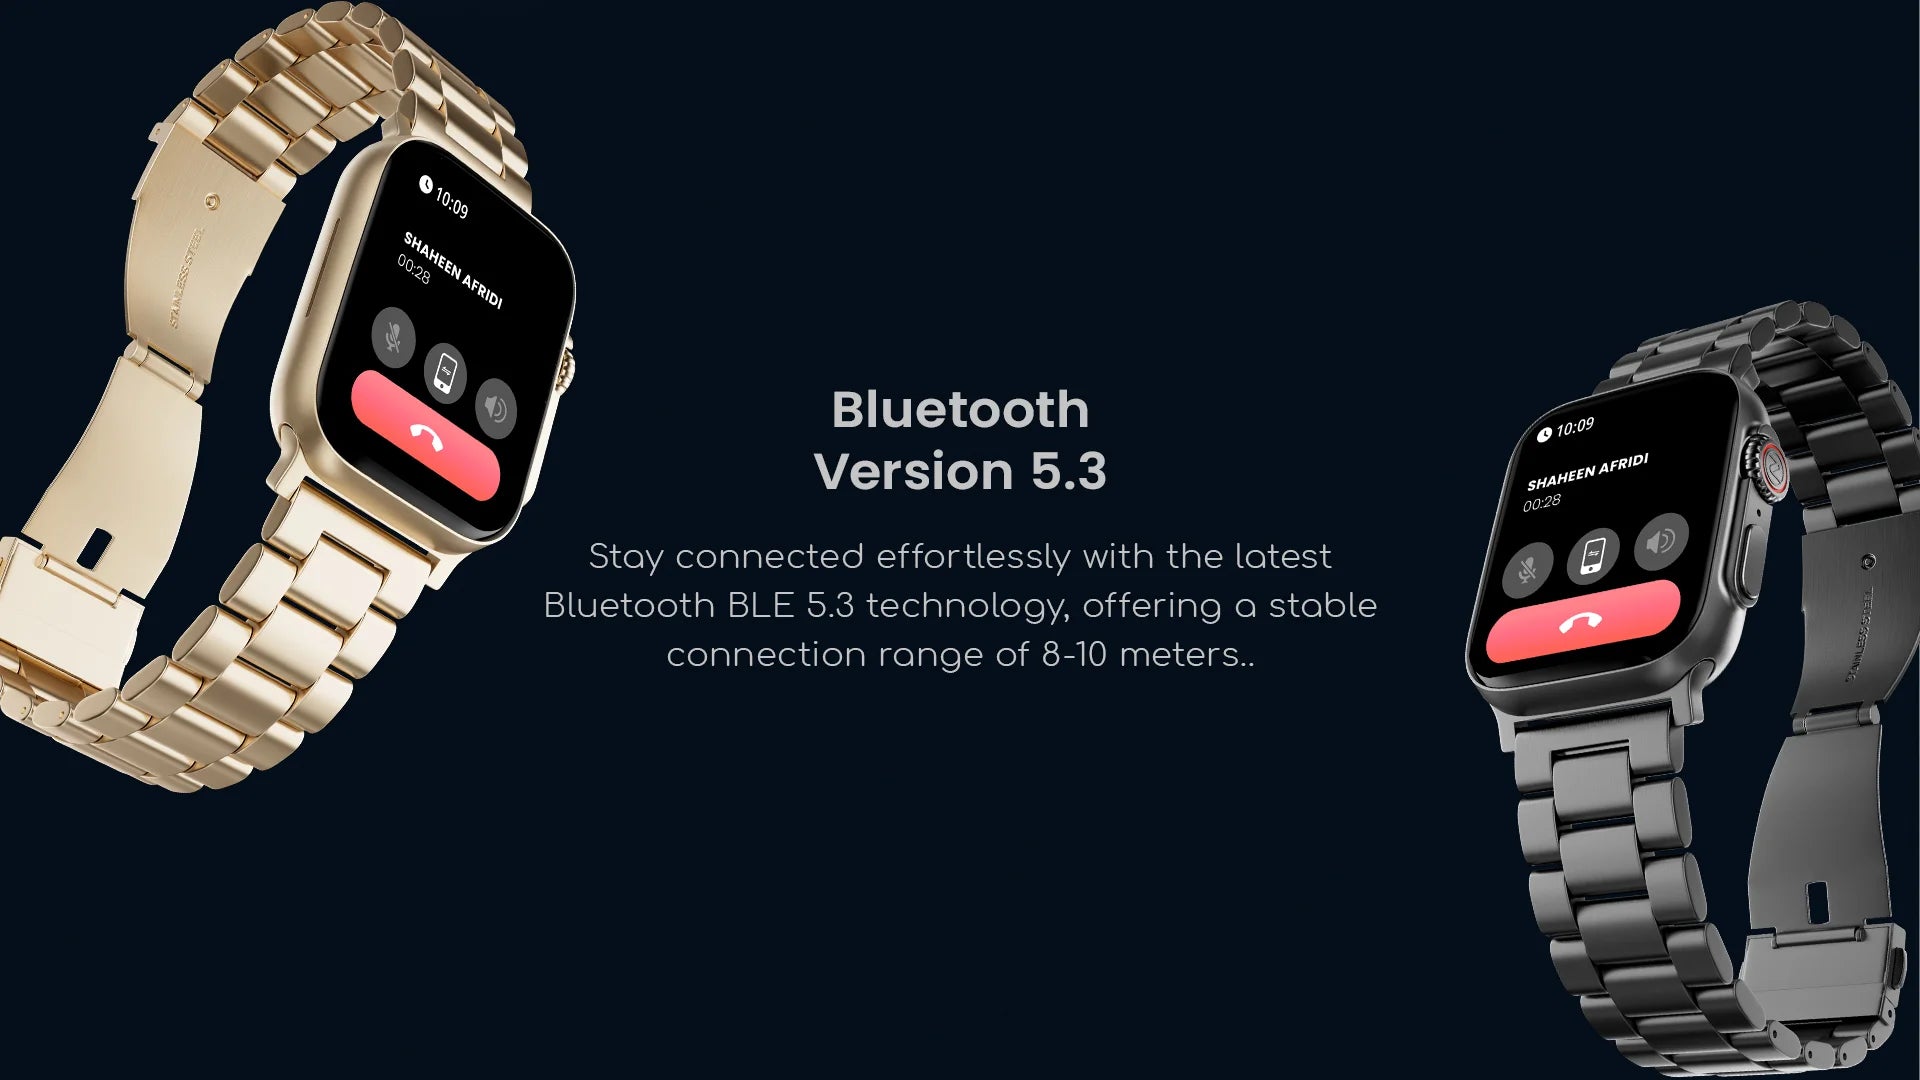 10:09
SHAHEEN AFRIDI
00:28
STAINLESS STEEL
Bluetooth
Version 5.3
Stay connected effortlessly with the latest
Bluetooth BLE 5.3 technology, offering a stable
connection range of 8-10 meters..
10:09
SHAHEEN AFRIDI
00:28
STAINLESS STEEL